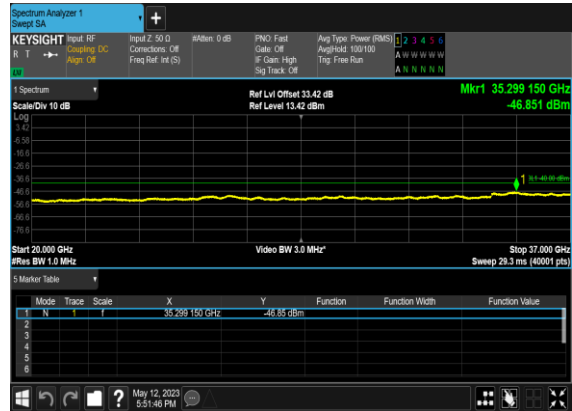 Spectrum Analyzer 1
Swept SA
+
KEYSIGHT Input: RF Input Z: 50 Ω #Atten: 0 dB PNO: Fast Avg Type: Power (RMS) 1 2 3 4 5 6
R T Coupling: DC Corrections: Off Gate: Off Avg|Hold: 100/100 A W W W W W
Align: Off Freq Ref: Int (S) IF Gain: High Trig: Free Run
LW Sig Track: Off A N N N N N
1 Spectrum Ref Lvl Offset 33.42 dB Mkr1 35.299 150 GHz
Scale/Div 10 dB Ref Level 13.42 dBm -46.851 dBm
Log
3.42
-6.58
-16.6
-26.6
-36.6 1 -40.00 dBm
-46.6
-56.6
-66.6
-76.6
Start 20.000 GHz Video BW 3.0 MHz* Stop 37.000 GHz
#Res BW 1.0 MHz Sweep 29.3 ms (40001 pts)
5 Marker Table
Mode Trace Scale X Y Function Function Width Function Value
1 N 1 f 35.299 150 GHz -46.85 dBm
2
3
4
5
6
? May 12, 2023
5:51:46 PM